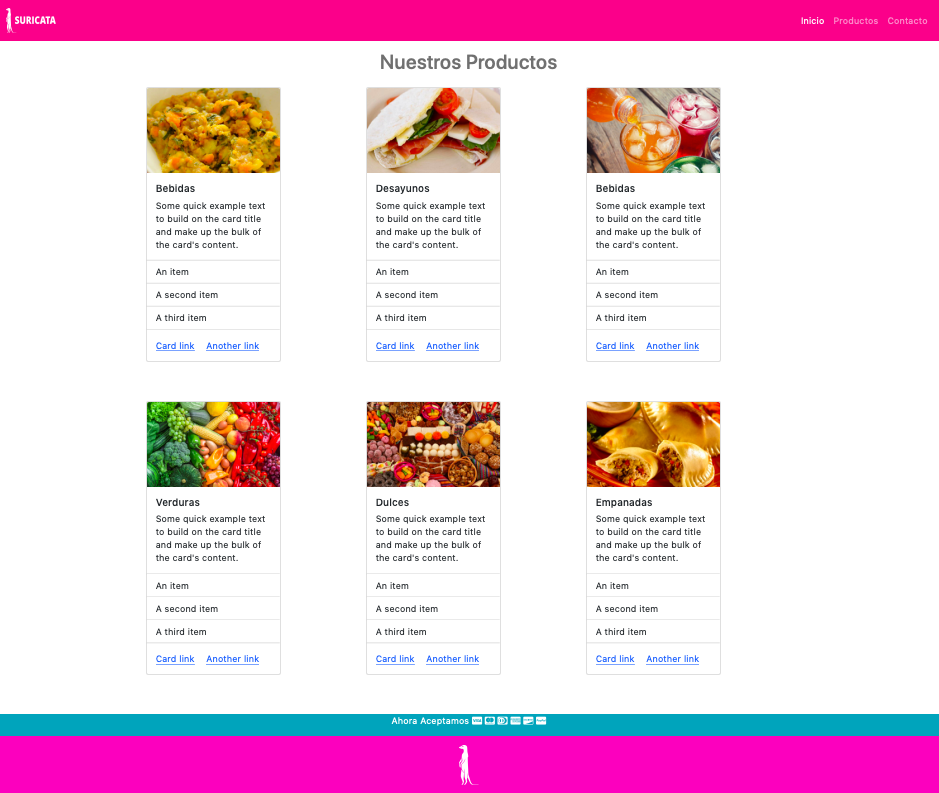 SURICATA
Inicio Productos Contacto
Nuestros Productos
Bebidas
Some quick example text
to build on the card title
and make up the bulk of
the card's content.
An item
A second item
A third item
Card link Another link
Desayunos
Some quick example text
to build on the card title
and make up the bulk of
the card's content.
An item
A second item
A third item
Card link Another link
Bebidas
Some quick example text
to build on the card title
and make up the bulk of
the card's content.
An item
A second item
A third item
Card link Another link
Verduras
Some quick example text
to build on the card title
and make up the bulk of
the card's content.
An item
A second item
A third item
Card link Another link
Dulces
Some quick example text
to build on the card title
and make up the bulk of
the card's content.
An item
A second item
A third item
Card link Another link
Empanadas
Some quick example text
to build on the card title
and make up the bulk of
the card's content.
An item
A second item
A third item
Card link Another link
Ahora Aceptamos